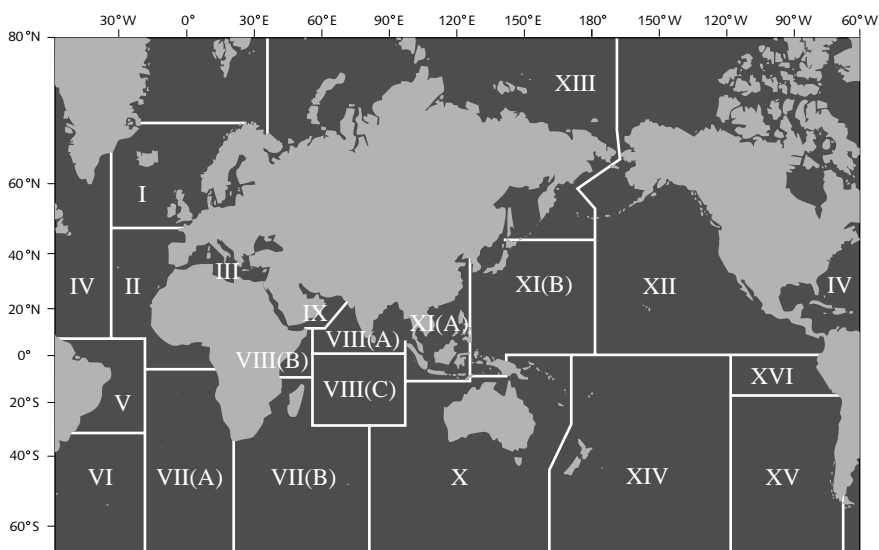 30°W 0° 30°E 60°E 90°E 120°E 150°E 180° 150°W 120°W 90°W 60°W
80°N
XIII
60°N
I
40°N
III
IV II XI(B) XII IV
20°N
IX
XI(A)
VIII(A)
0°
VIII(B)
XVI
VIII(C)
20°S
V
40°S
VI VII(A) VII(B) X XIV XV
60°S